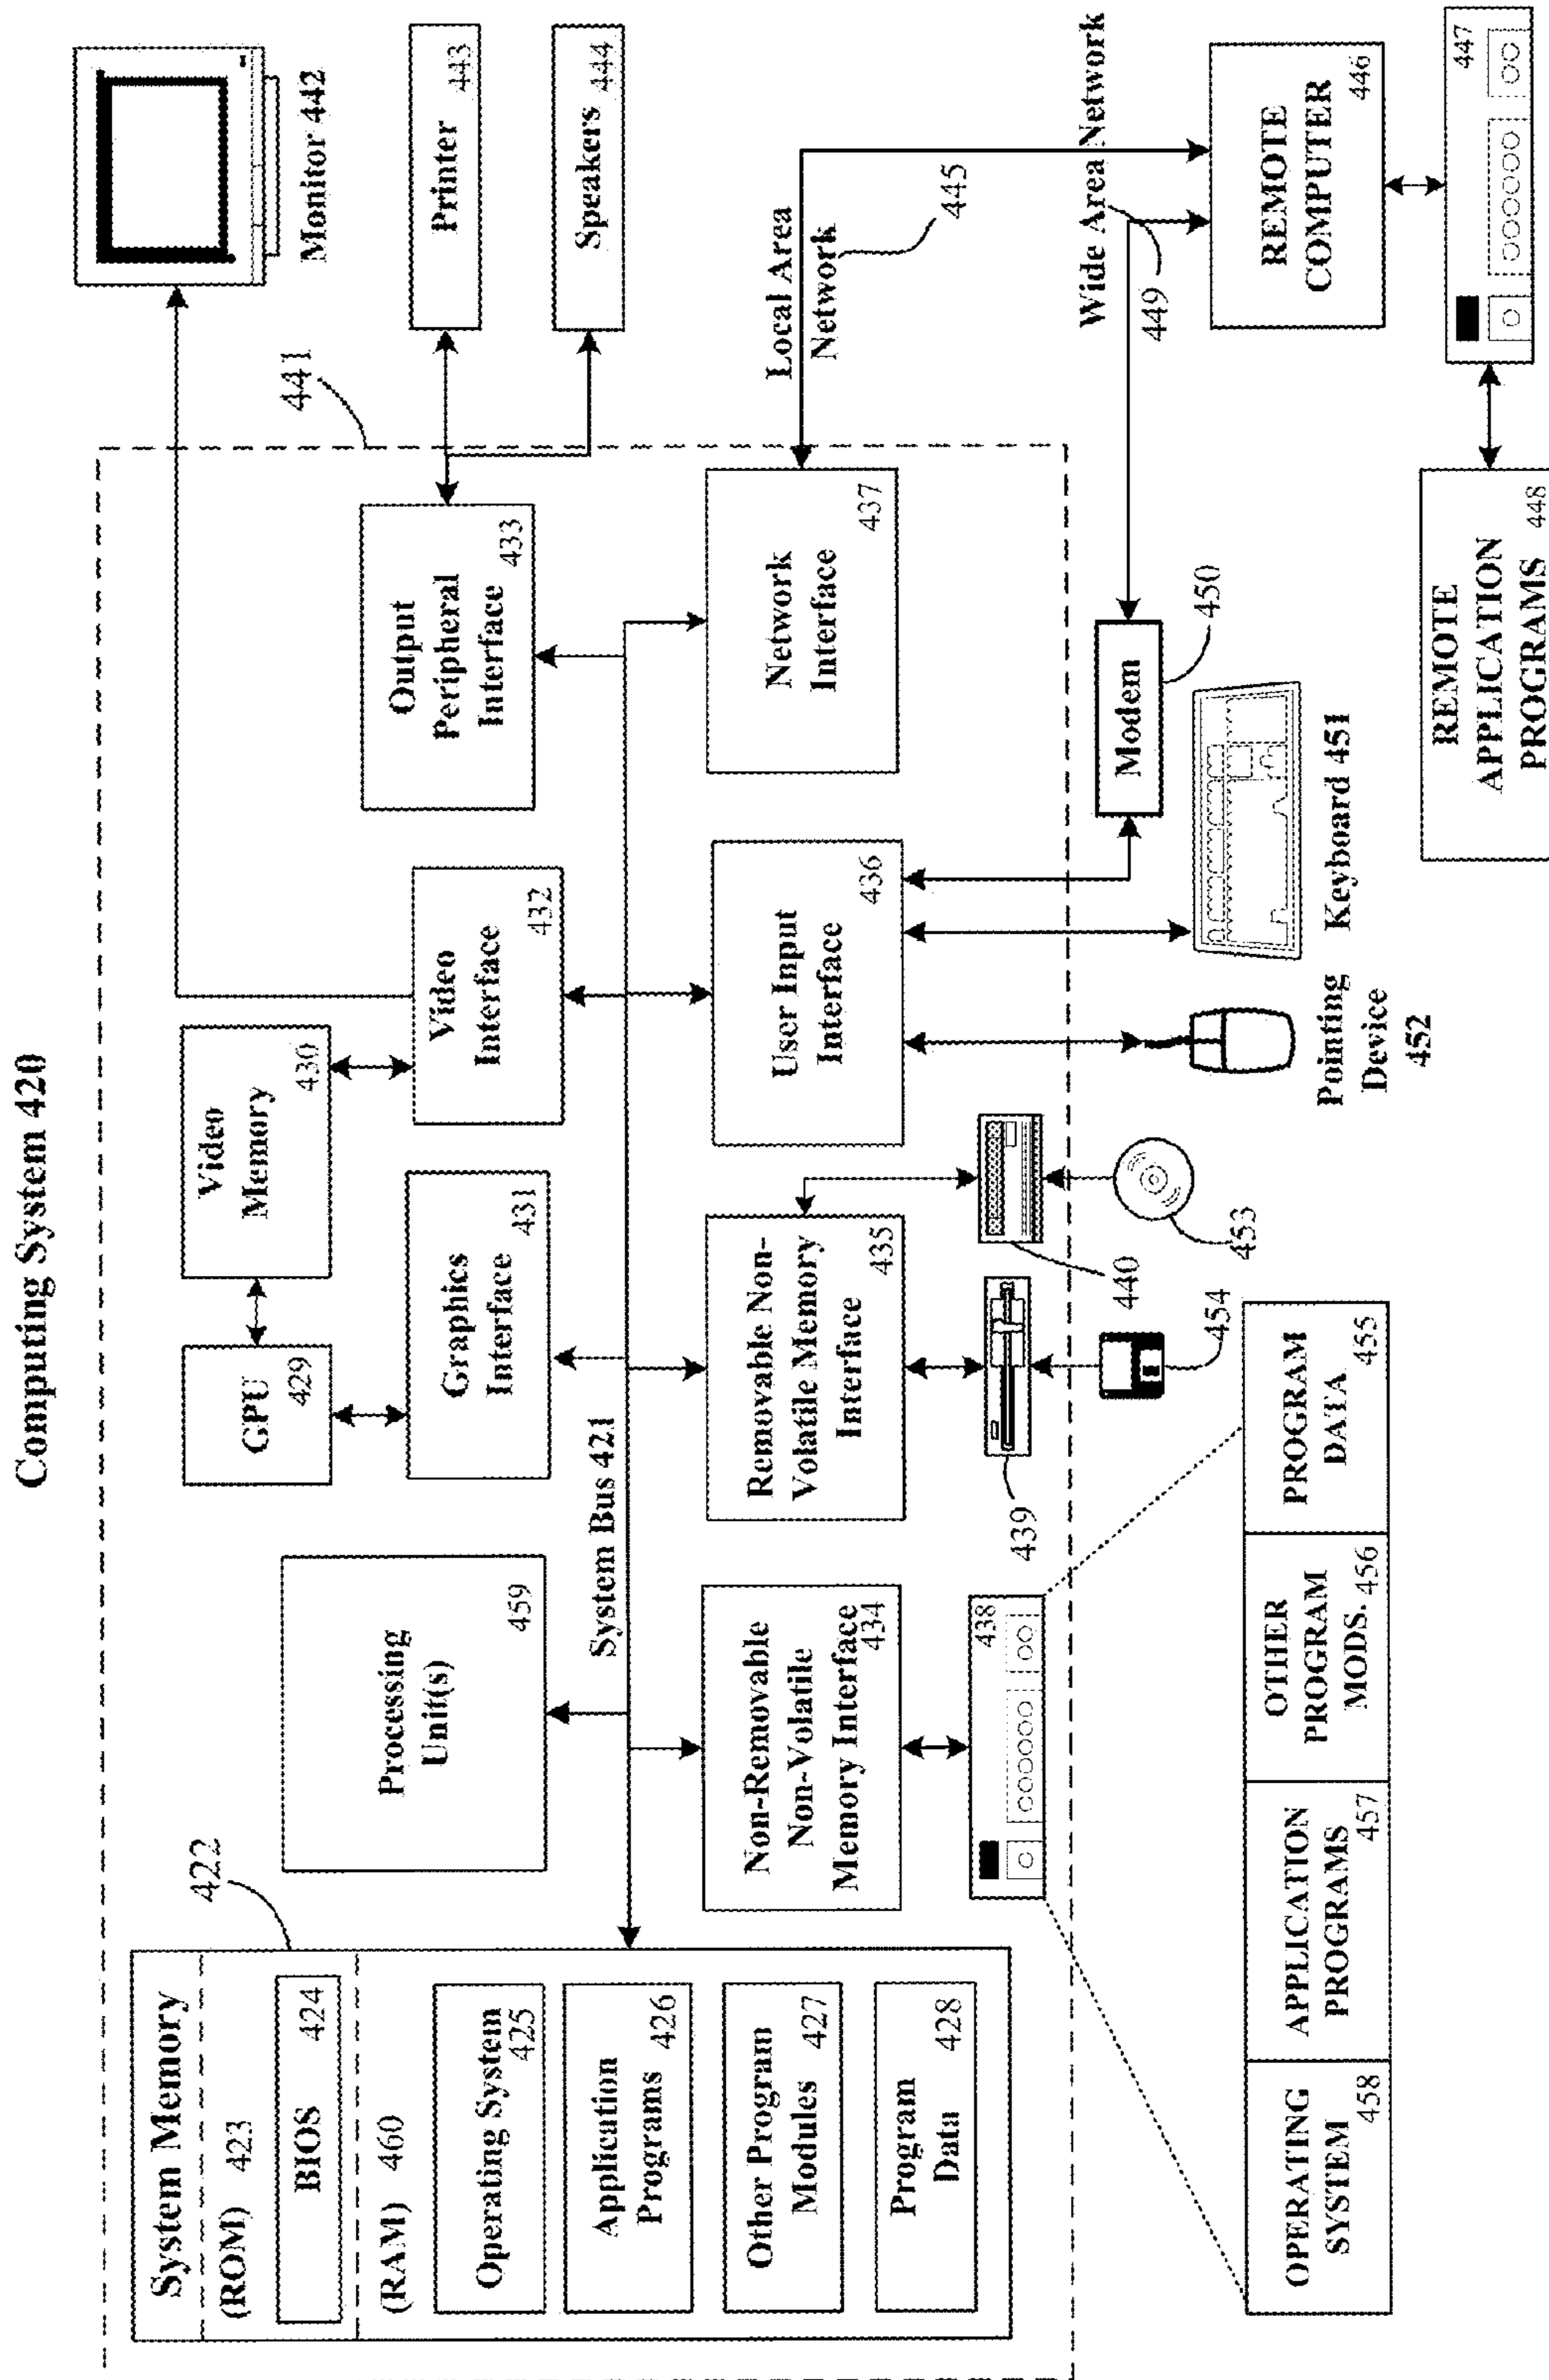 Computing System 420
System Memory
422
(ROM) 423
BIOS 424
(RAM) 460
Operating System
425
Application
Programs 426
Other Program
Modules 427
Program
Data 428
Processing
Unit(s)
459
System Bus 421
GPU
429
Video
Memory
430
Graphics
Interface
431
Video
Interface
432
Output
Peripheral
Interface
433
441
Monitor 442
Printer 443
Speakers 444
Non-Removable
Non-Volatile
Memory Interface
434
Removable Non-
Volatile Memory
Interface
435
User Input
Interface
436
Network
Interface
437
Local Area
Network
445
438
439
440
454
453
Pointing
Device
452
Keyboard 451
Modem
450
Wide Area Network
449
REMOTE
COMPUTER
446
447
REMOTE
APPLICATION
PROGRAMS
448
OPERATING
SYSTEM 458
APPLICATION
PROGRAMS 457
OTHER
PROGRAM
MODS. 456
PROGRAM
DATA 455